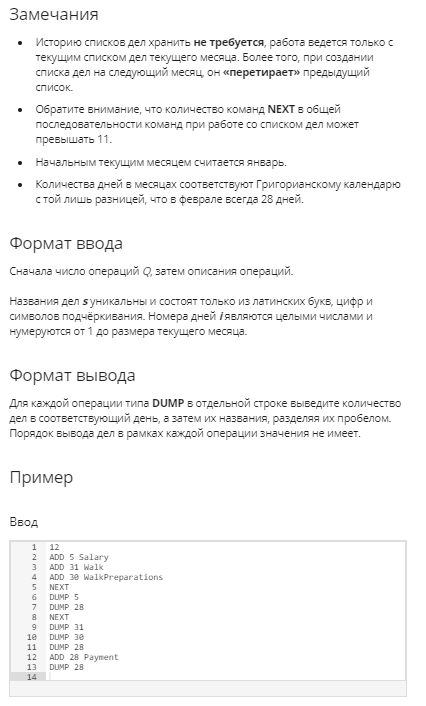 Замечания
• Историю списков дел хранить не требуется, работа ведется только с
текущим списком дел текущего месяца. Более того, при создании
списка дел на следующий месяц, он «перетирает» предыдущий
список.
• Обратите внимание, что количество команд NEXT в общей
последовательности команд при работе со списком дел может
превышать 11.
• Начальным текущим месяцем считается январь.
• Количества дней в месяцах соответствуют Григорианскому календарю
с той лишь разницей, что в феврале всегда 28 дней.
Формат ввода
Сначала число операций Q, затем описания операций.
Названия дел s уникальны и состоят только из латинских букв, цифр и
символов подчёркивания. Номера дней i являются целыми числами и
нумеруются от 1 до размера текущего месяца.
Формат вывода
Для каждой операции типа DUMP в отдельной строке выведите количество
дел в соответствующий день, а затем их названия, разделяя их пробелом.
Порядок вывода дел в рамках каждой операции значения не имеет.
Пример
Ввод
1 12
2 ADD 5 Salary
3 ADD 31 Walk
4 ADD 30 WalkPreparations
5 NEXT
6 DUMP 5
7 DUMP 28
8 NEXT
9 DUMP 31
10 DUMP 30
11 DUMP 28
12 ADD 28 Payment
13 DUMP 28
14